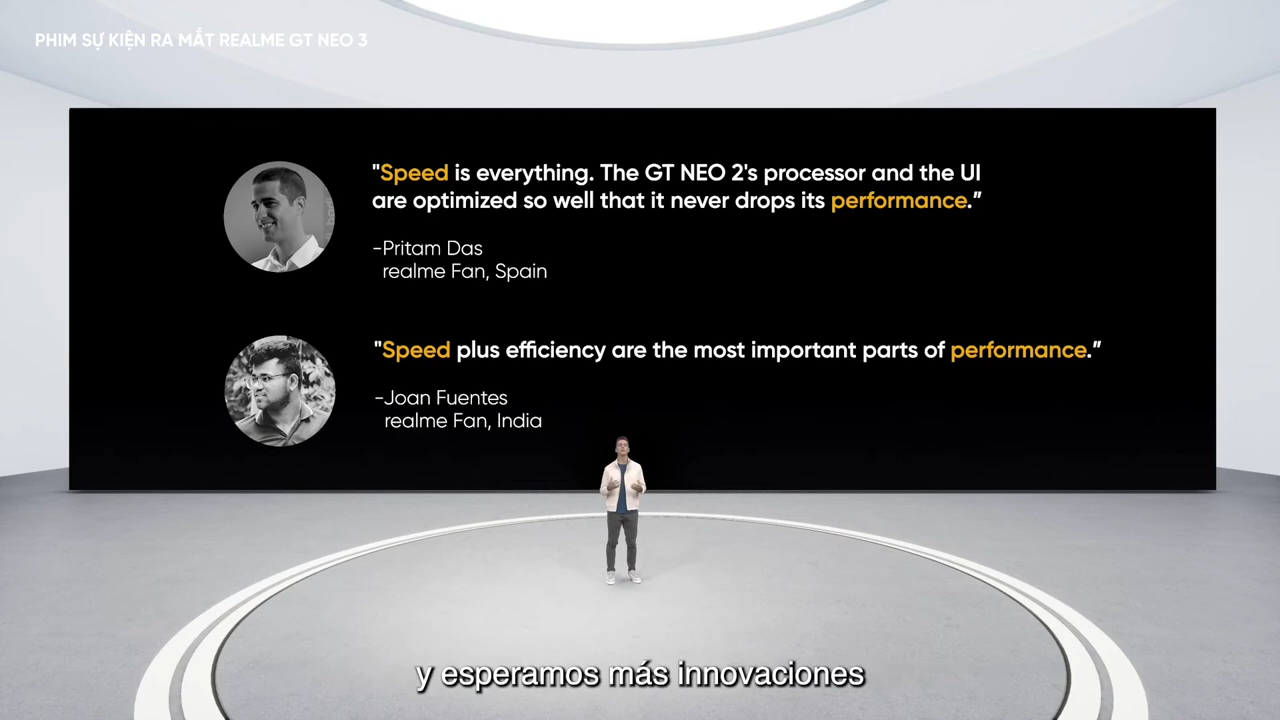 PHIM SỰ KIỆN RA MẮT REALME GT NEO 3
"Speed is everything. The GT NEO 2's processor and the UI
are optimized so well that it never drops its performance.”
-Pritam Das
realme Fan, Spain
"Speed plus efficiency are the most important parts of performance.”
-Joan Fuentes
realme Fan, India
y esperamos más innovaciones